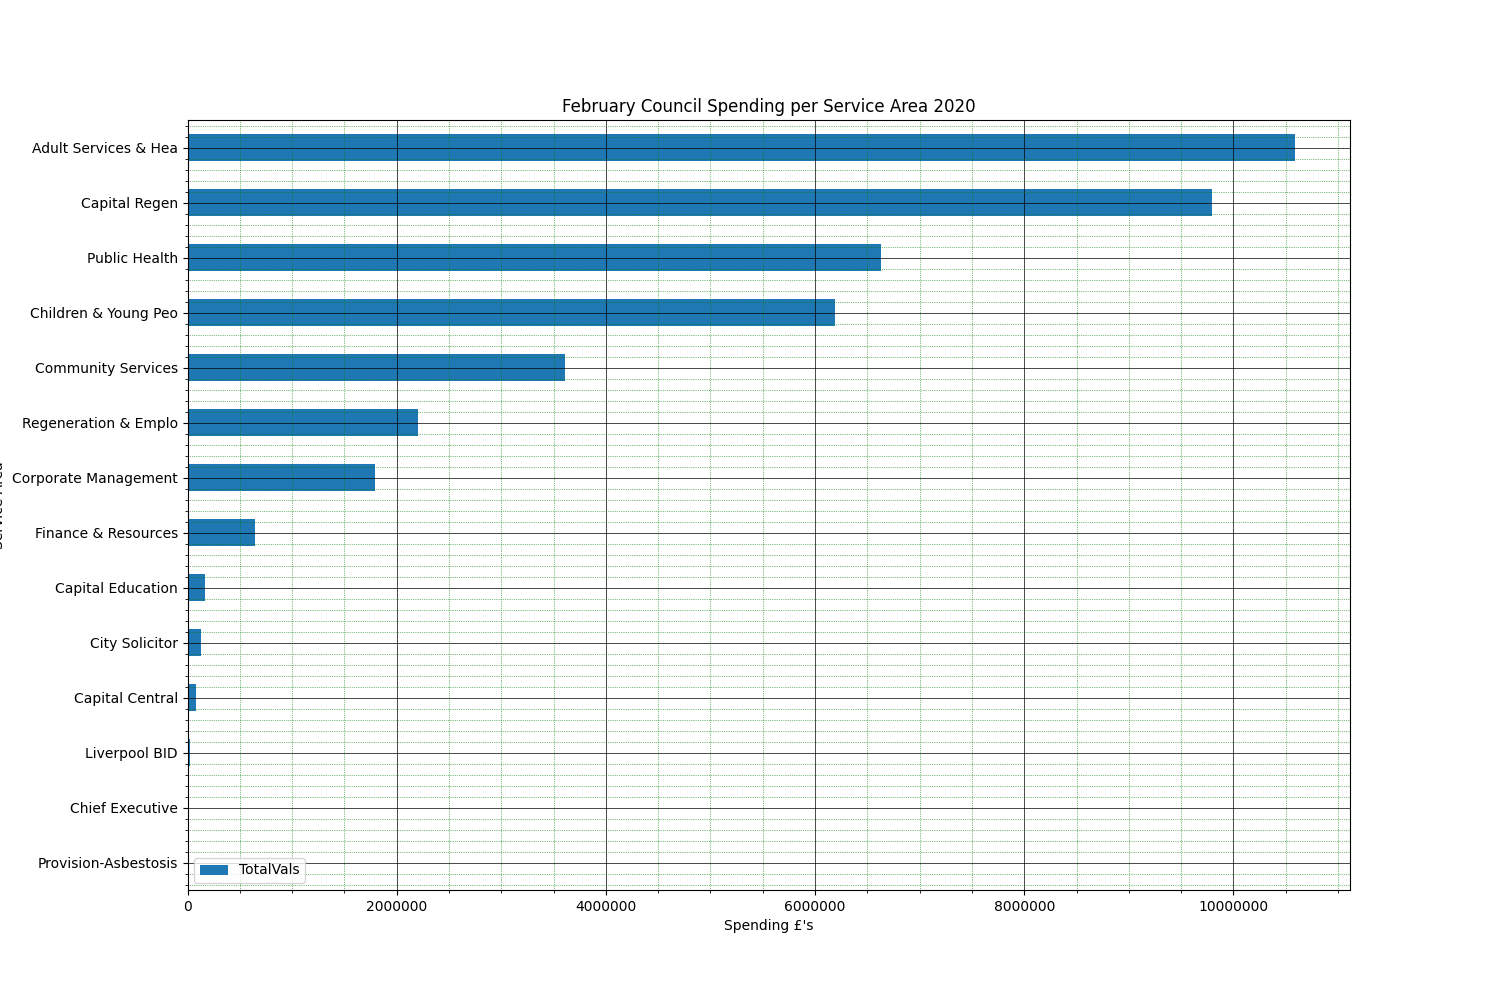 February Council Spending per Service Area 2020
Adult Services & Hea
Capital Regen
Public Health
Children & Young Peo
Community Services
Regeneration & Emplo
Corporate Management
Finance & Resources
Capital Education
City Solicitor
Capital Central
Liverpool BID
Chief Executive
Provision-Asbestosis
TotalVals
0 2000000 4000000 6000000 8000000 10000000
Spending £'s